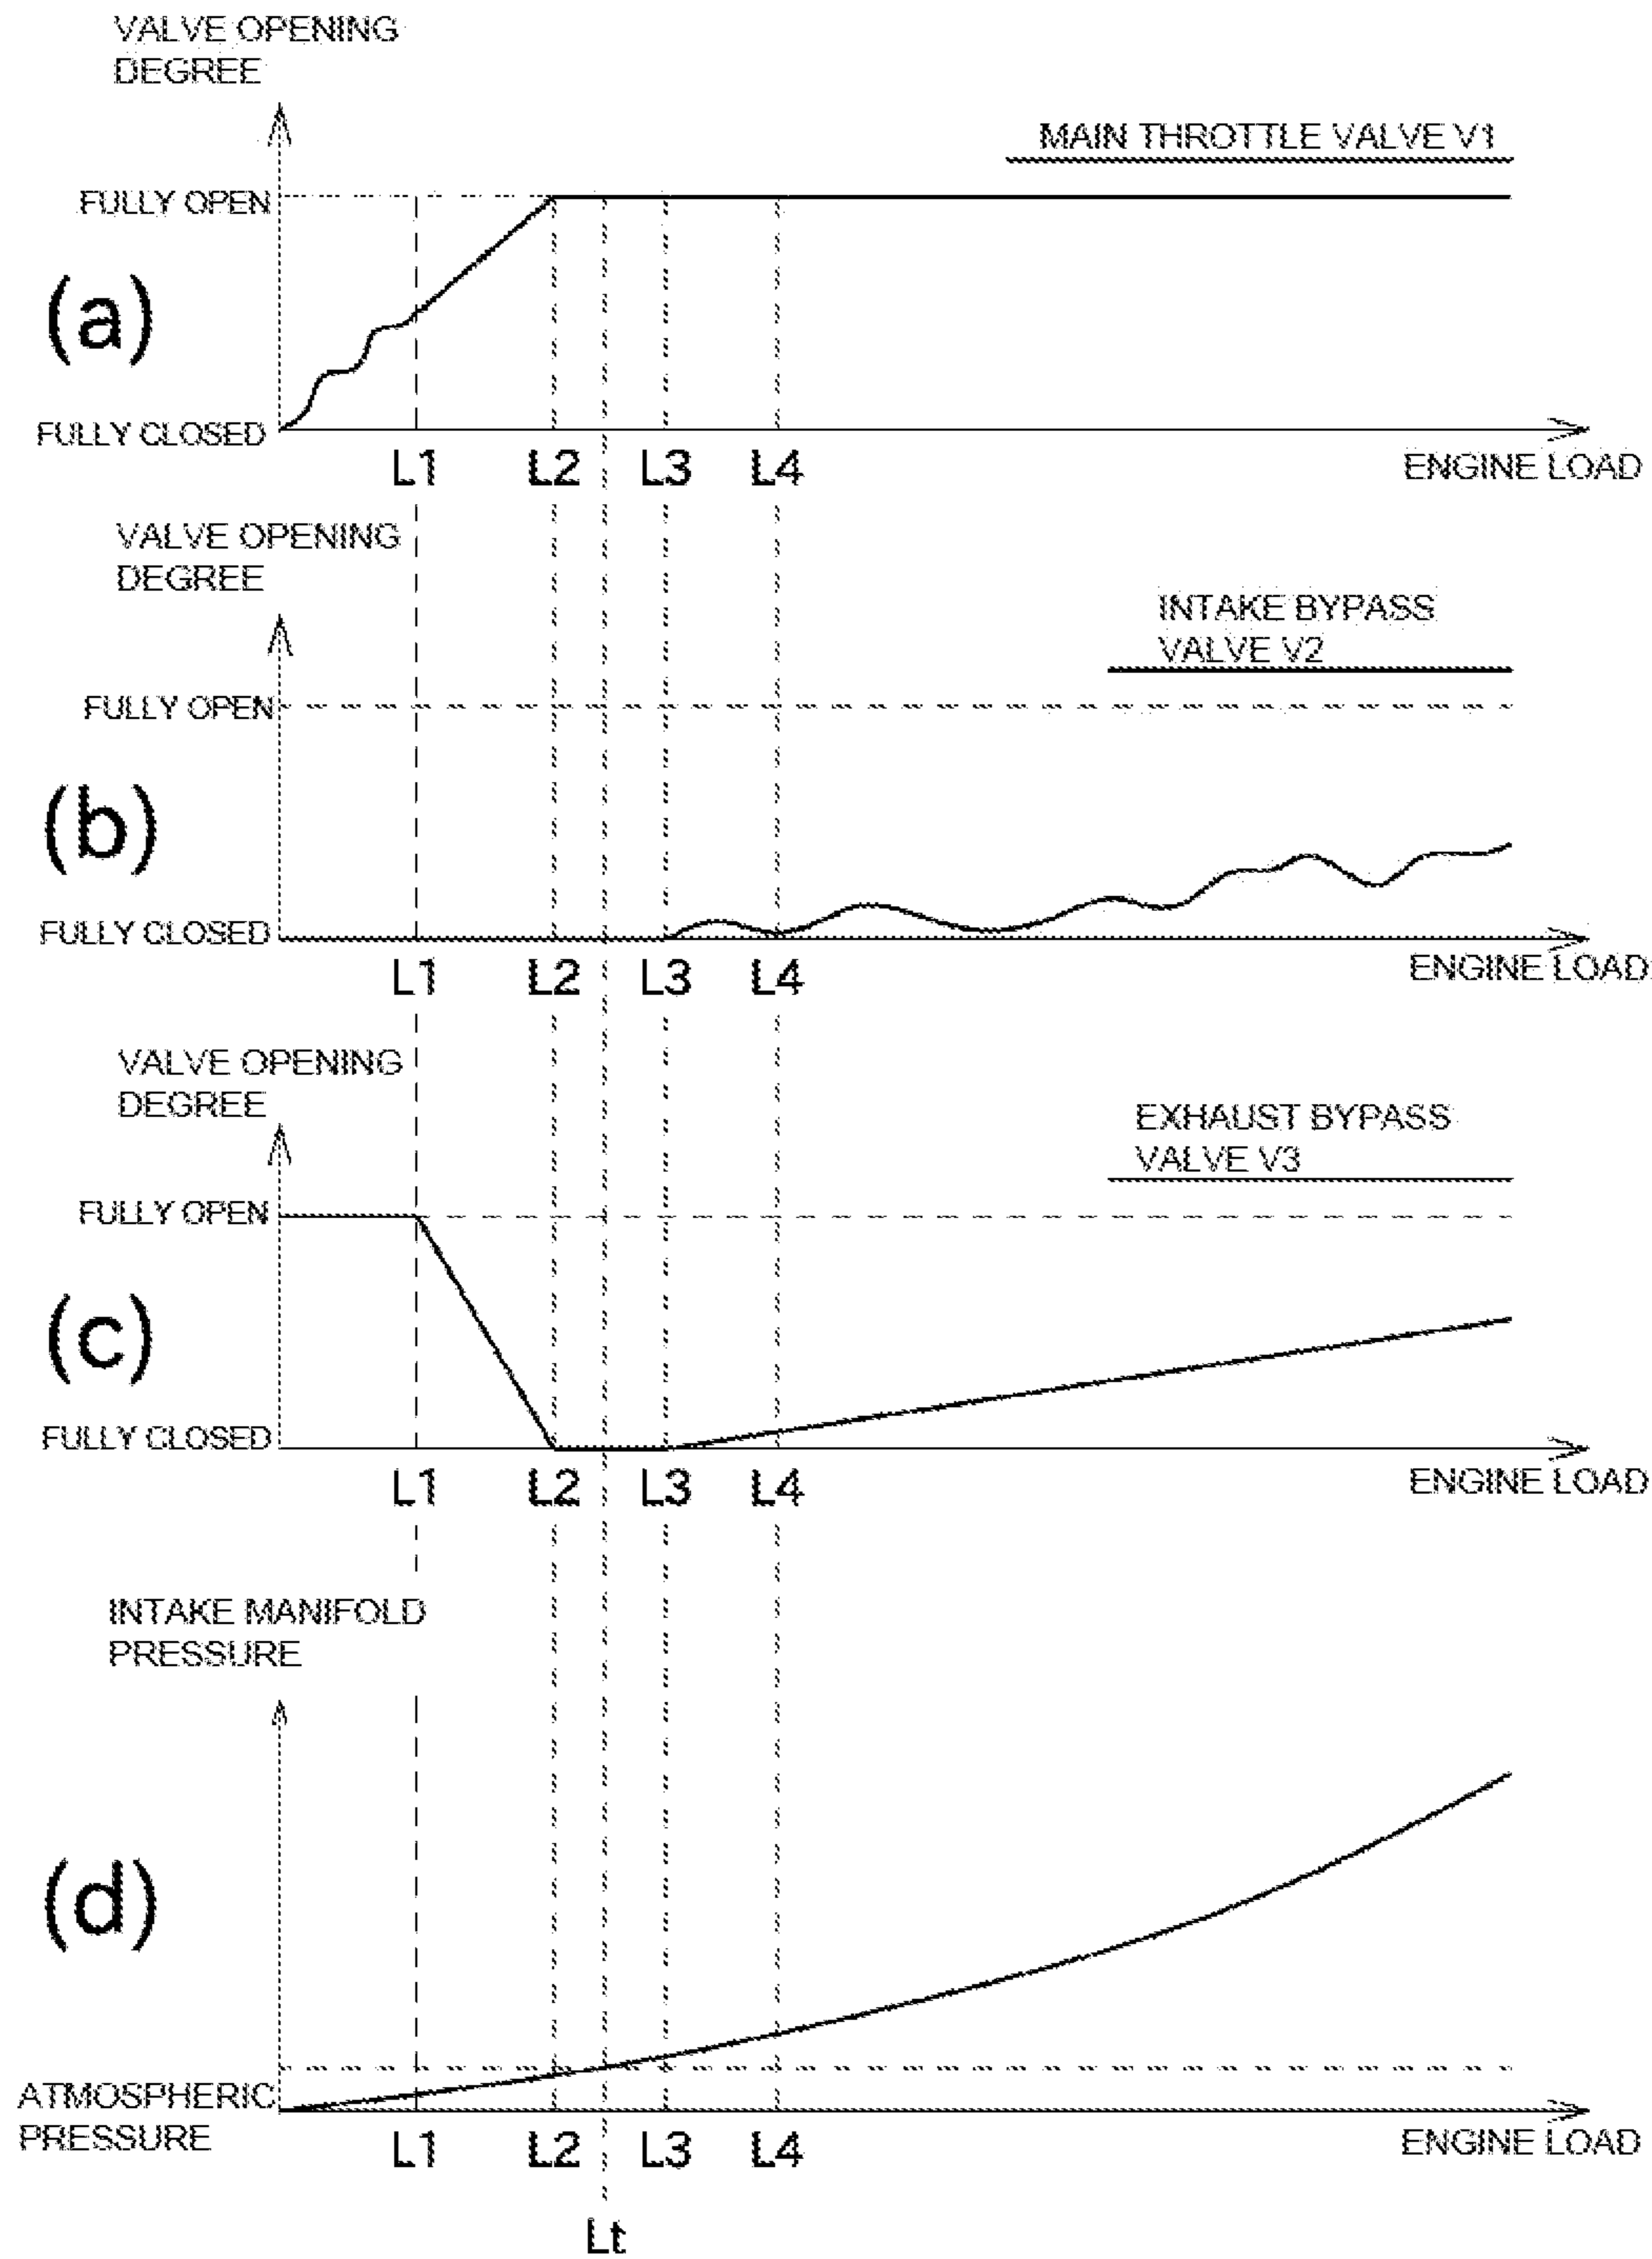 VALVE OPENING
DEGREE
MAIN THROTTLE VALVE V1
FULLY OPEN
(a)
FULLY CLOSED
L1 L2 L3 L4
ENGINE LOAD
VALVE OPENING
DEGREE
INTAKE BYPASS
VALVE V2
FULLY OPEN
(b)
FULLY CLOSED
L1 L2 L3 L4
ENGINE LOAD
VALVE OPENING
DEGREE
EXHAUST BYPASS
VALVE V3
FULLY OPEN
(c)
FULLY CLOSED
L1 L2 L3 L4
ENGINE LOAD
INTAKE MANIFOLD
PRESSURE
(d)
ATMOSPHERIC
PRESSURE
L1 L2 L3 L4
ENGINE LOAD
Lt